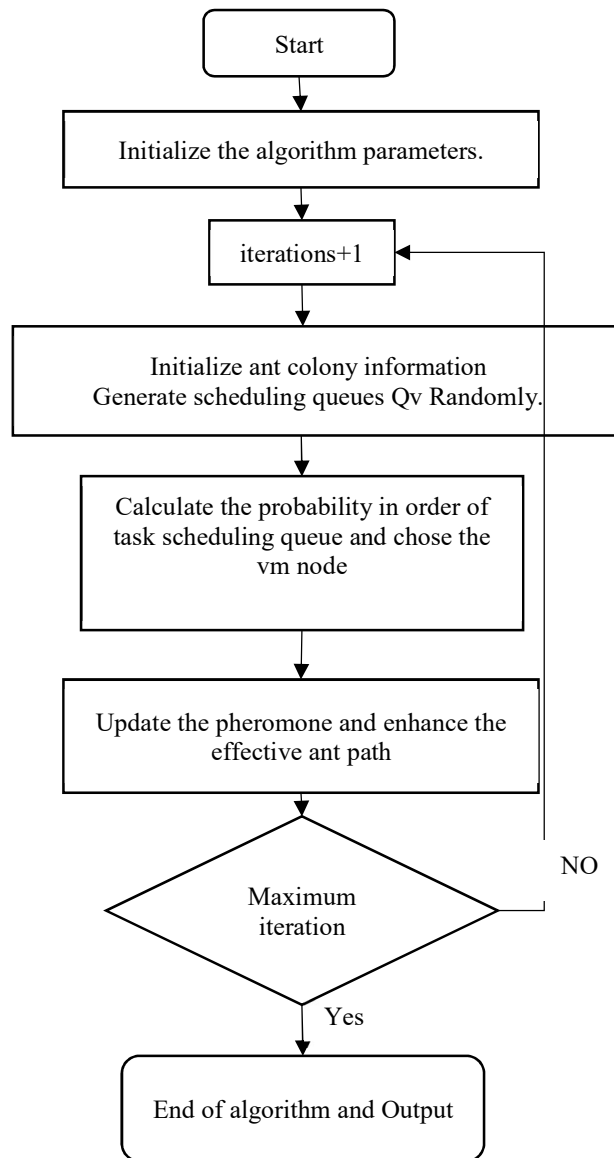 Start
Initialize the algorithm parameters.
iterations+1
Initialize ant colony information
Generate scheduling queues Qv Randomly.
Calculate the probability in order of
task scheduling queue and chose the
vm node
Update the pheromone and enhance the
effective ant path
NO
Maximum
iteration
Yes
End of algorithm and Output